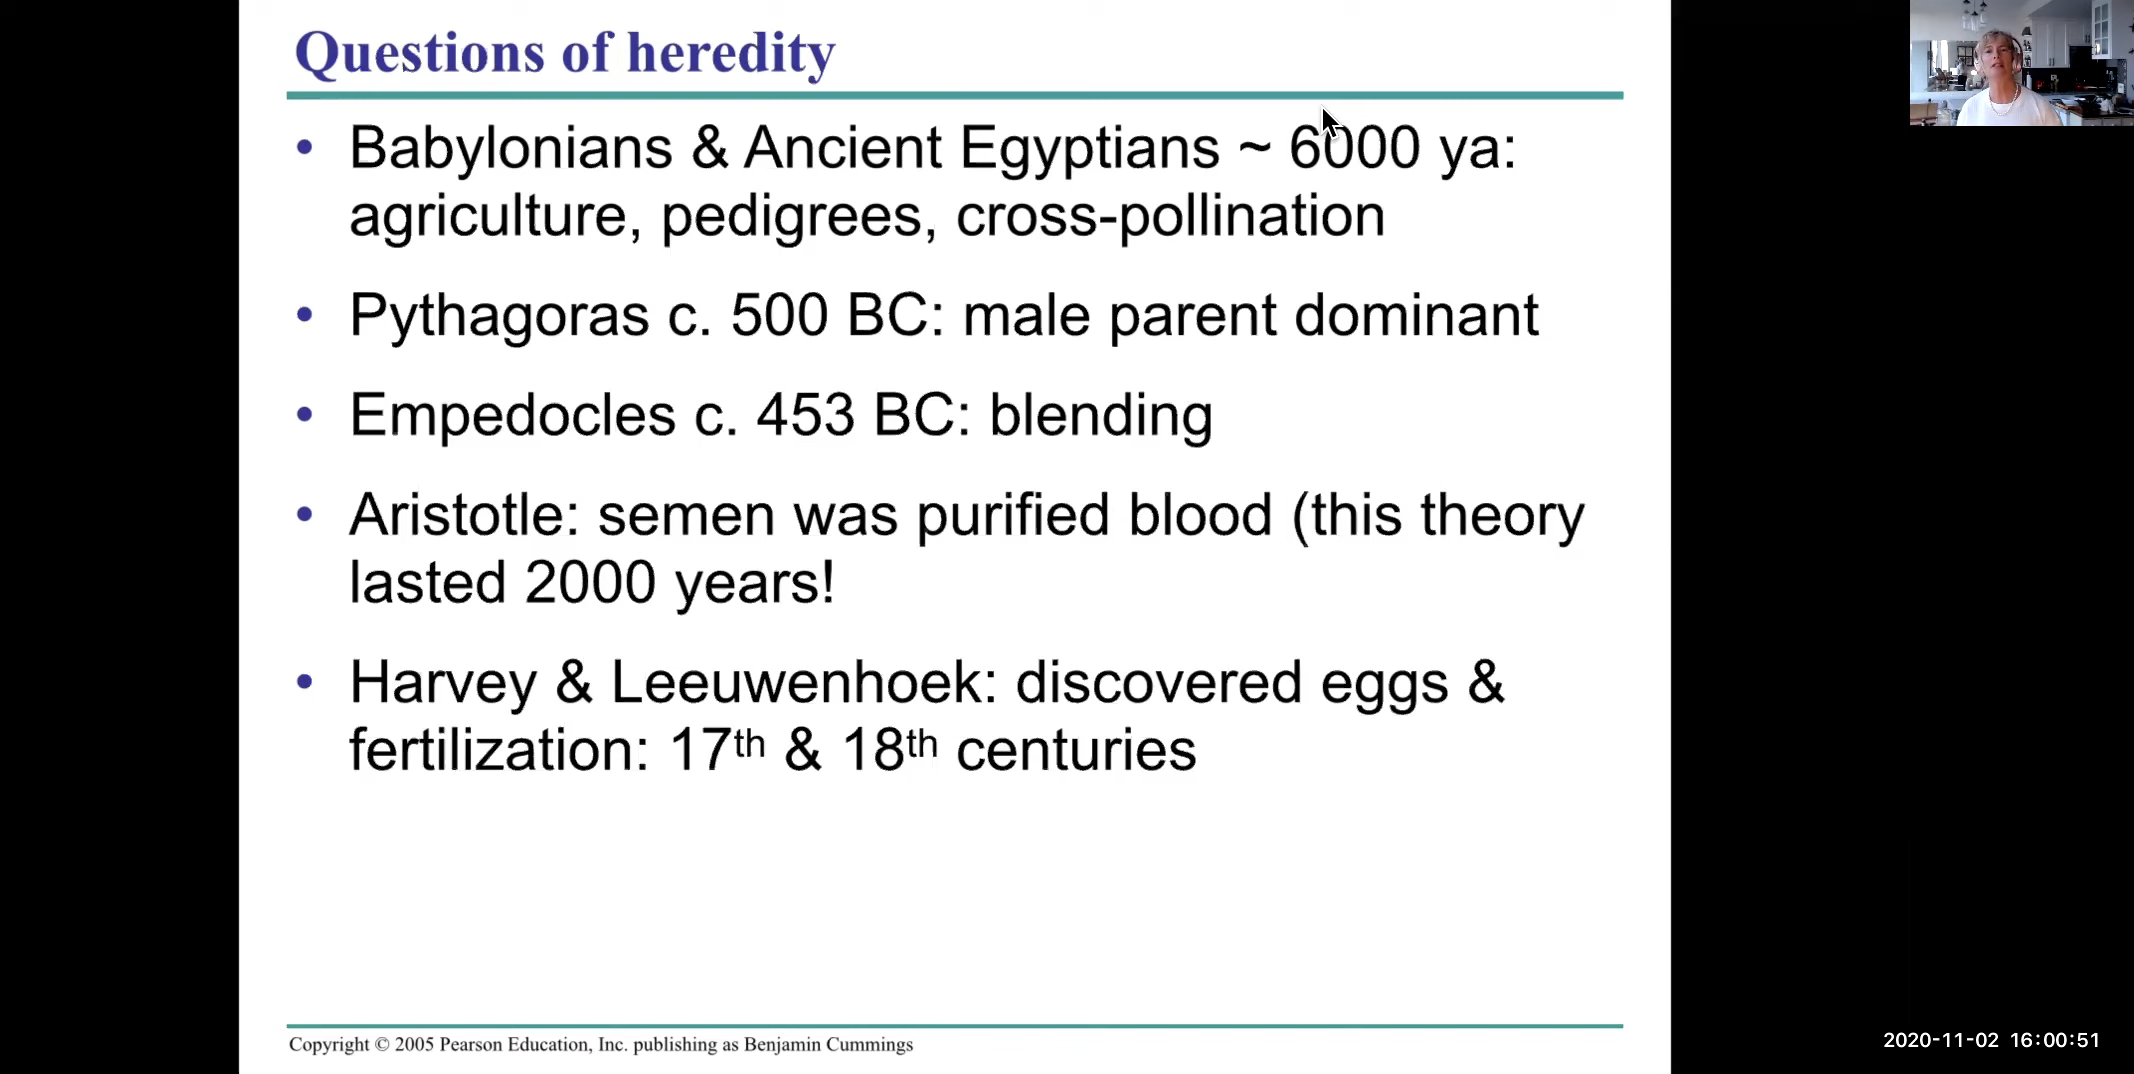 Questions of heredity
• Babylonians & Ancient Egyptians ~ 6000 ya:
agriculture, pedigrees, cross-pollination
• Pythagoras c. 500 BC: male parent dominant
• Empedocles c. 453 BC: blending
• Aristotle: semen was purified blood (this theory
lasted 2000 years!
• Harvey & Leeuwenhoek: discovered eggs &
fertilization: 17th & 18th centuries
Copyright © 2005 Pearson Education, Inc. publishing as Benjamin Cummings
2020-11-02 16:00:51